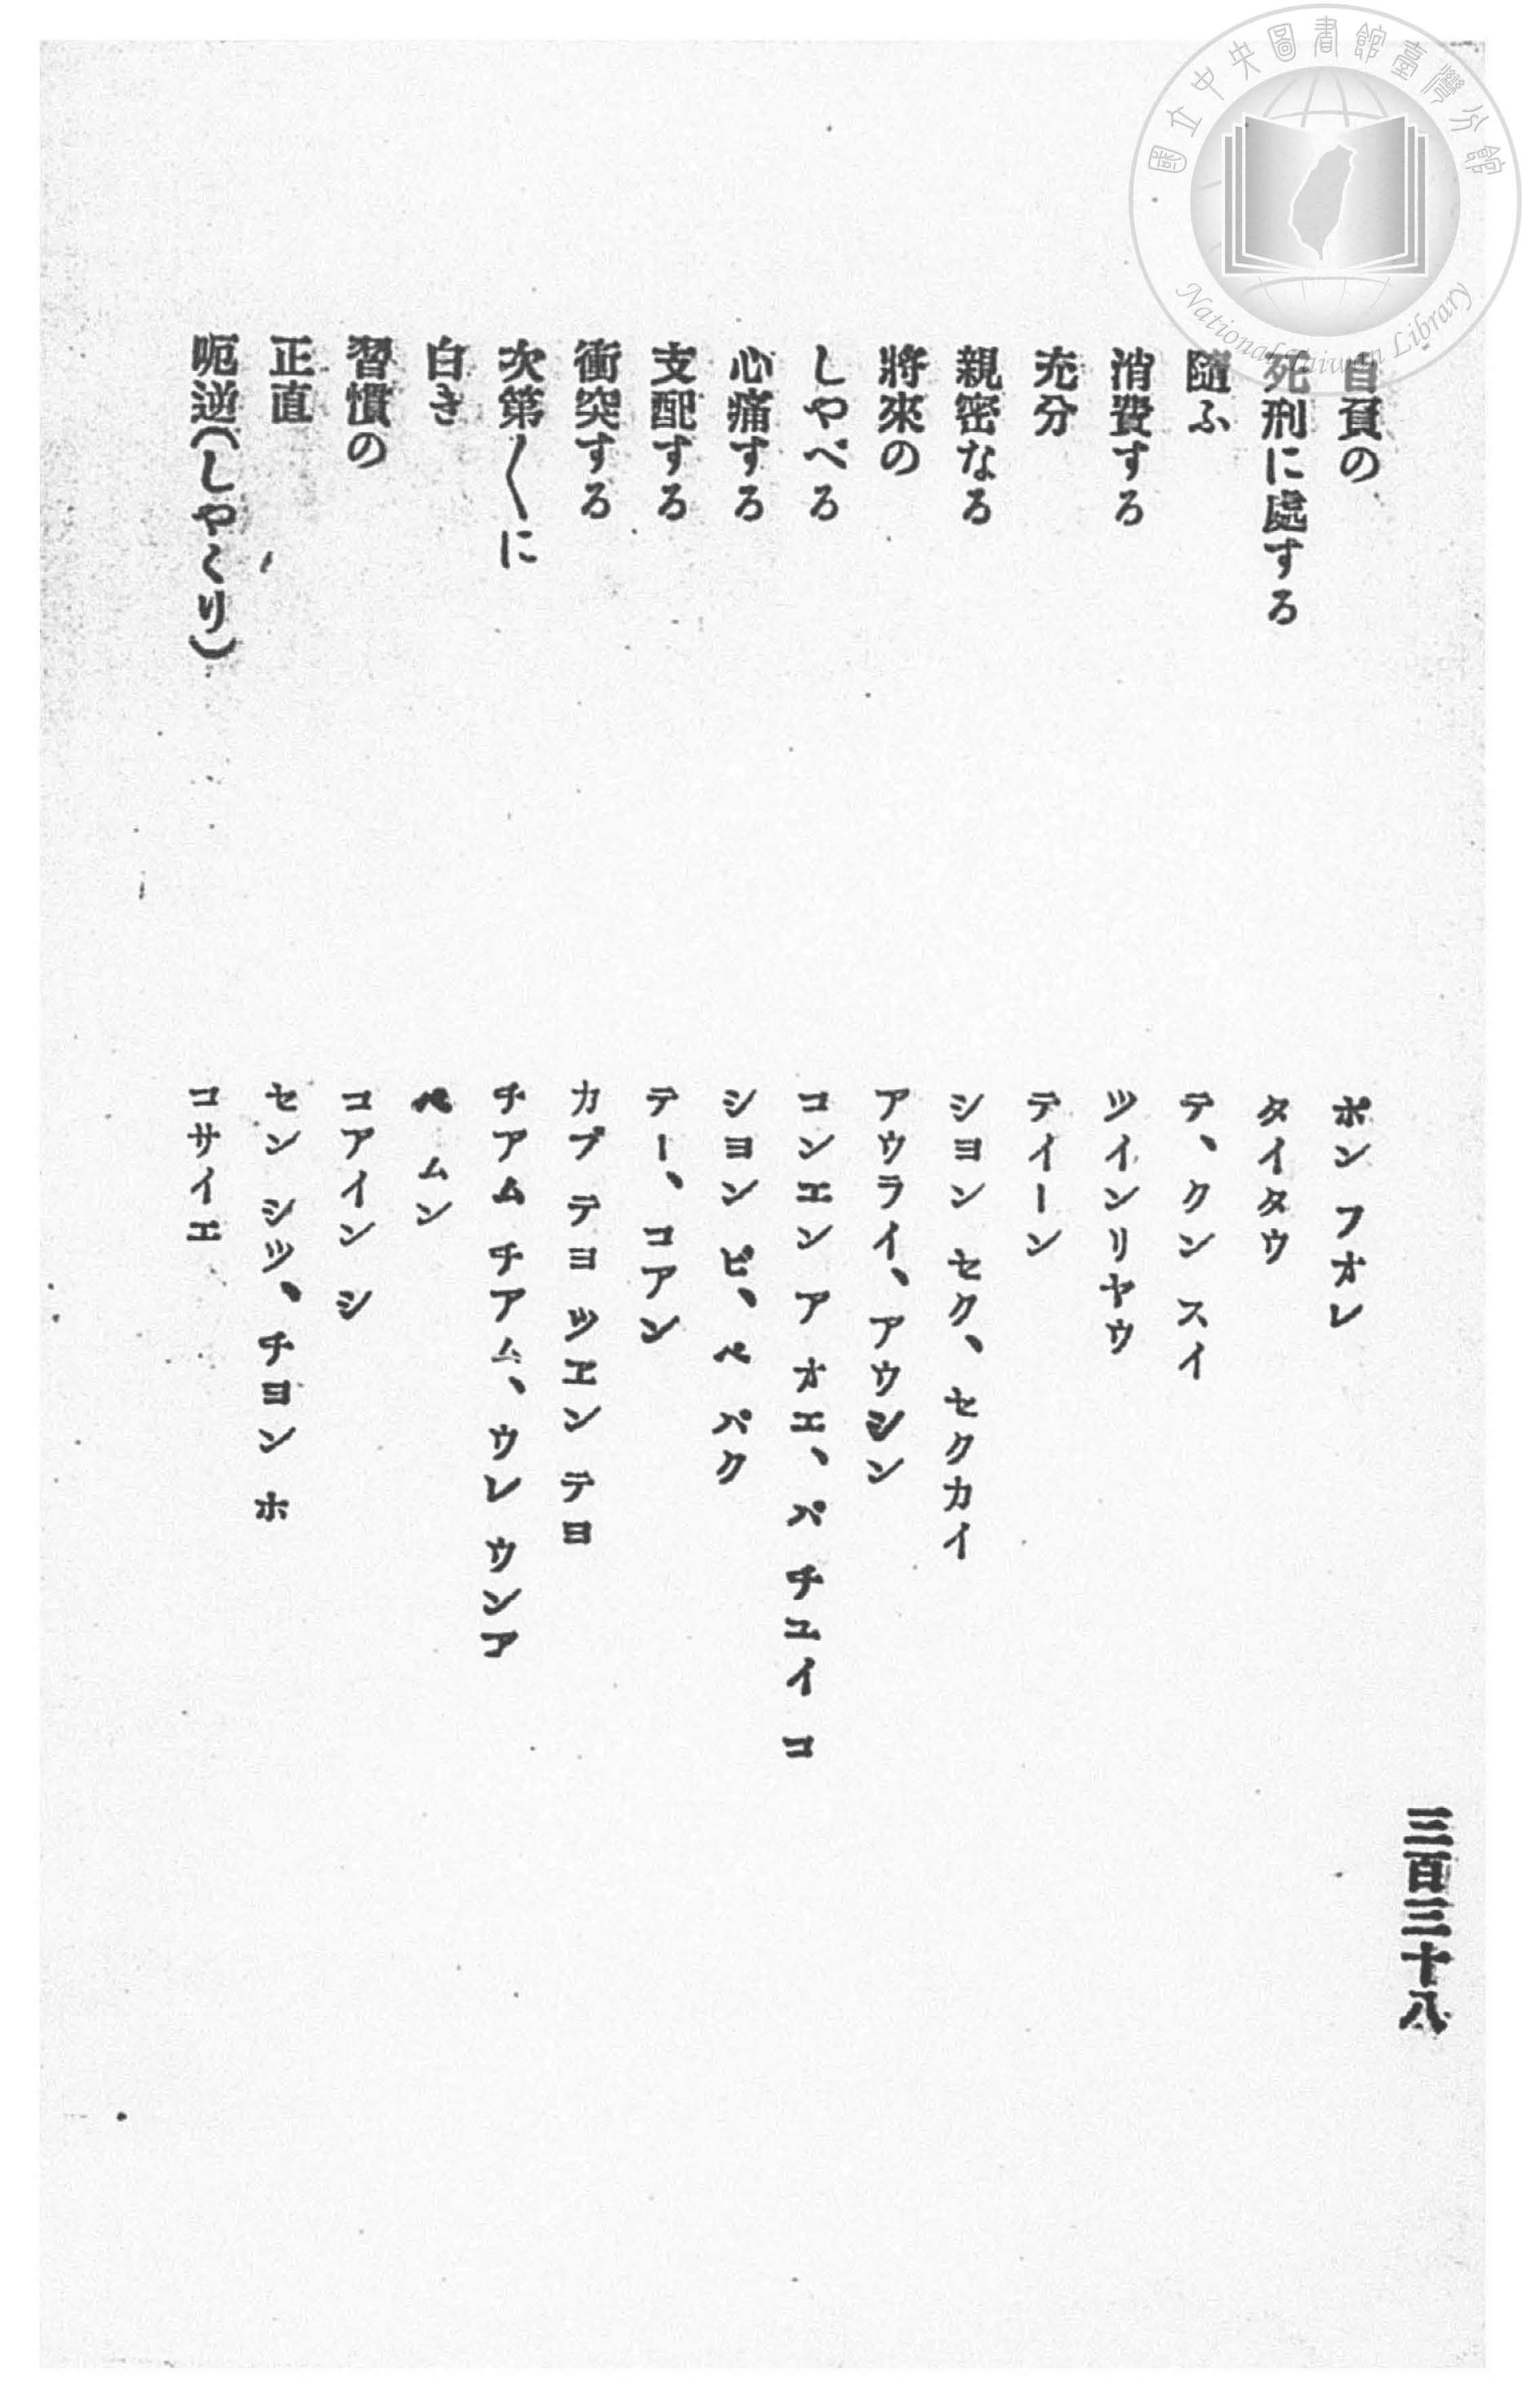 三百三十八
自負の　ポン フオレ
死刑に處する　タイタウ
隨ふ　テ、クン スイ
消費する　ツインリヤウ
充分　テイーン
親密なる　シヨン セク、セクカイ
將來の　アウライ、アウシン
しやべる　コンエン ア オエ、パ チユイ コ
心痛する　シヨン ピ、ペ パク
支配する　テー、コアン
衝突する　カブ テヨ ツエン テヨ
次第〱に　チアム チアム、ウレ ウンア
白き　ペ ムン
習慣の　コアイン シ
正直　セン シツ、チヨン ホ
呃逆(しやくり)　コサイエ
國立中央圖書館臺灣分館
National Taiwan Library